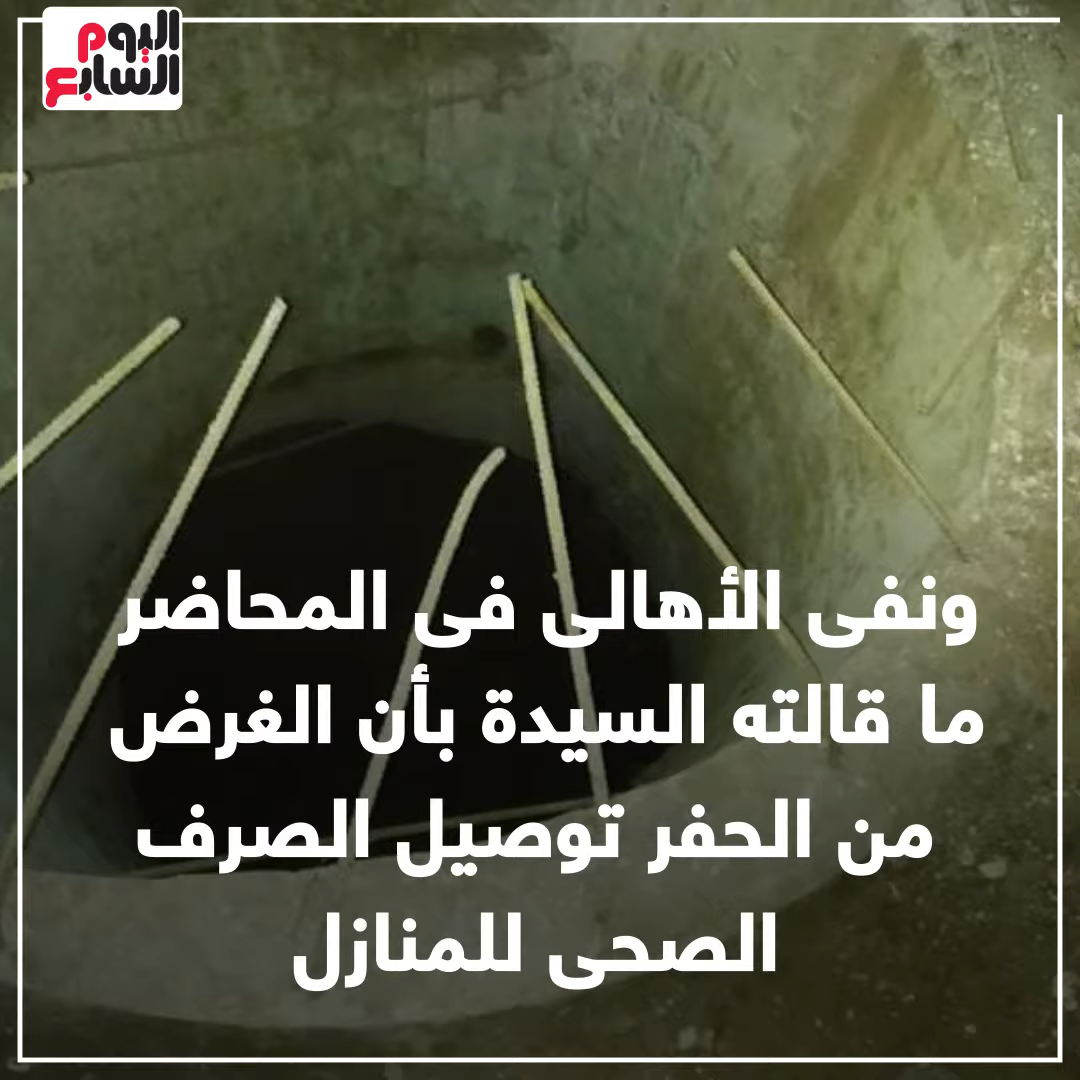 اليوم
السابع
ونفى الأهالى فى المحاضر
ما قالته السيدة بأن الغرض
من الحفر توصيل الصرف
الصحى للمنازل